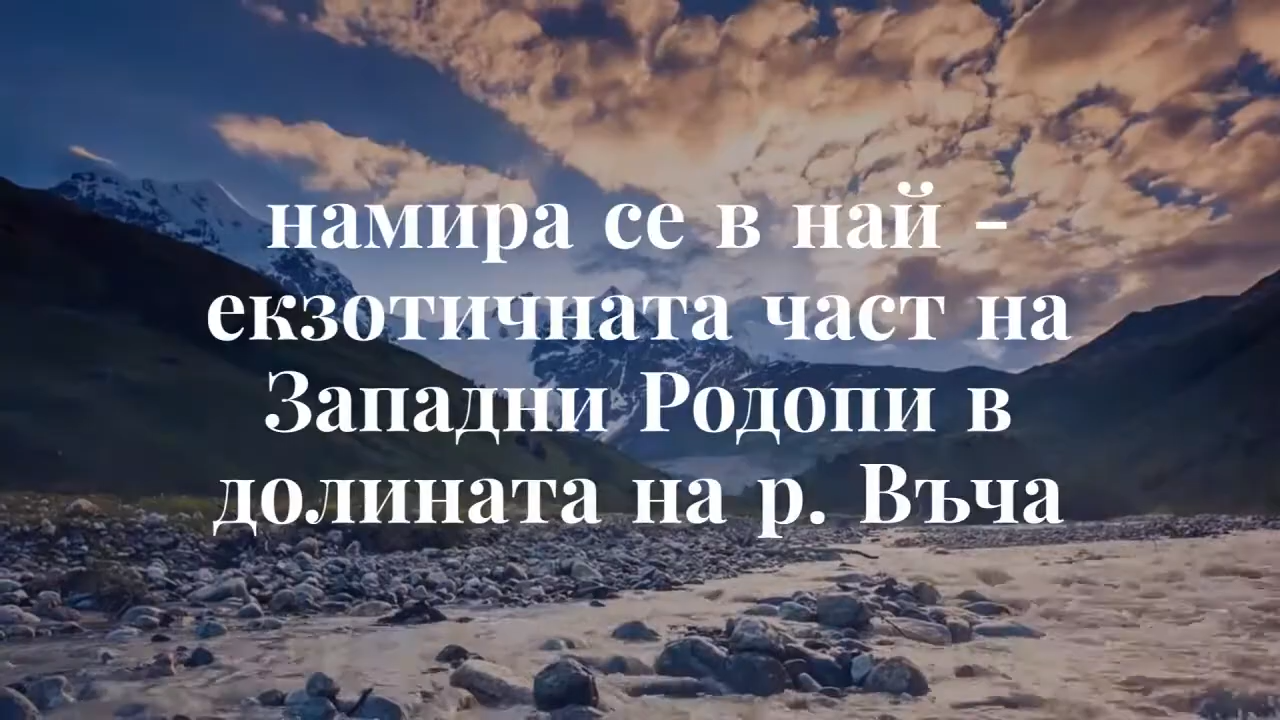 намира се в най -
екзотичната част на
Западни Родопи в
долината на р. Въча